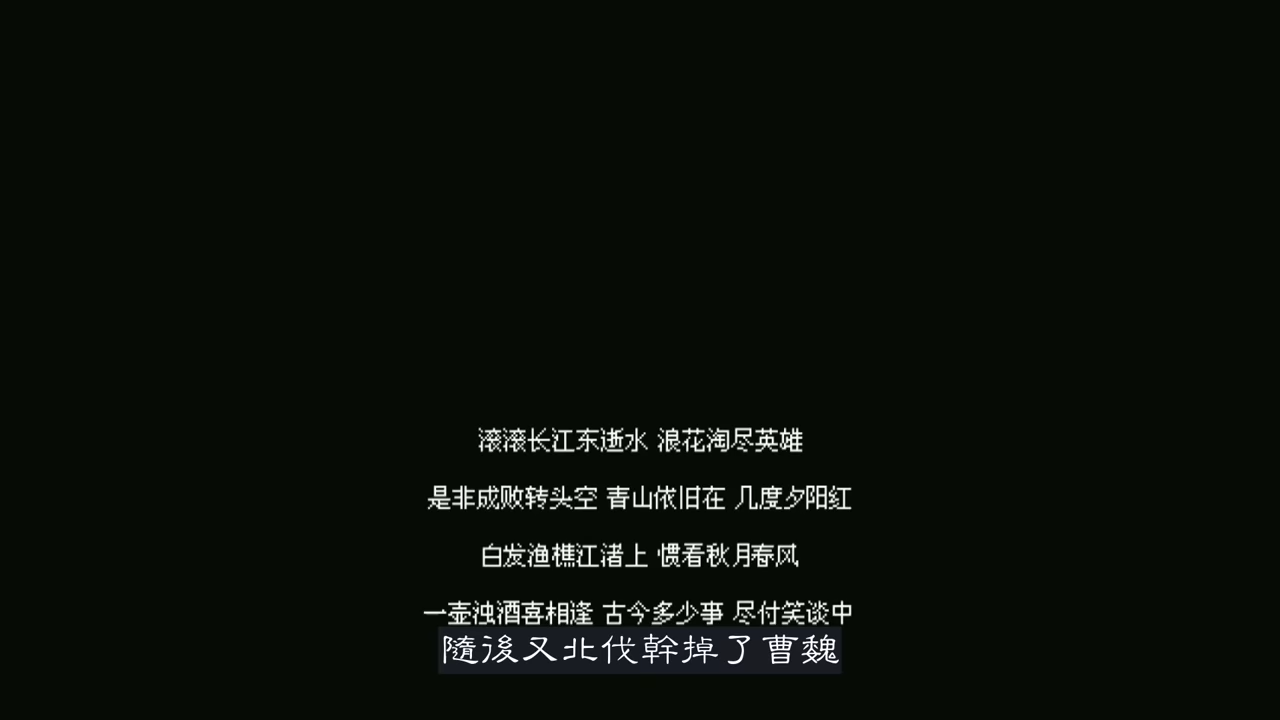 滚滚长江东逝水 浪花淘尽英雄
是非成败转头空 青山依旧在 几度夕阳红
白发渔樵江渚上 惯看秋月春风
一壶浊酒喜相逢 古今多少事 尽付笑谈中
隨後又北伐幹掉了曹魏